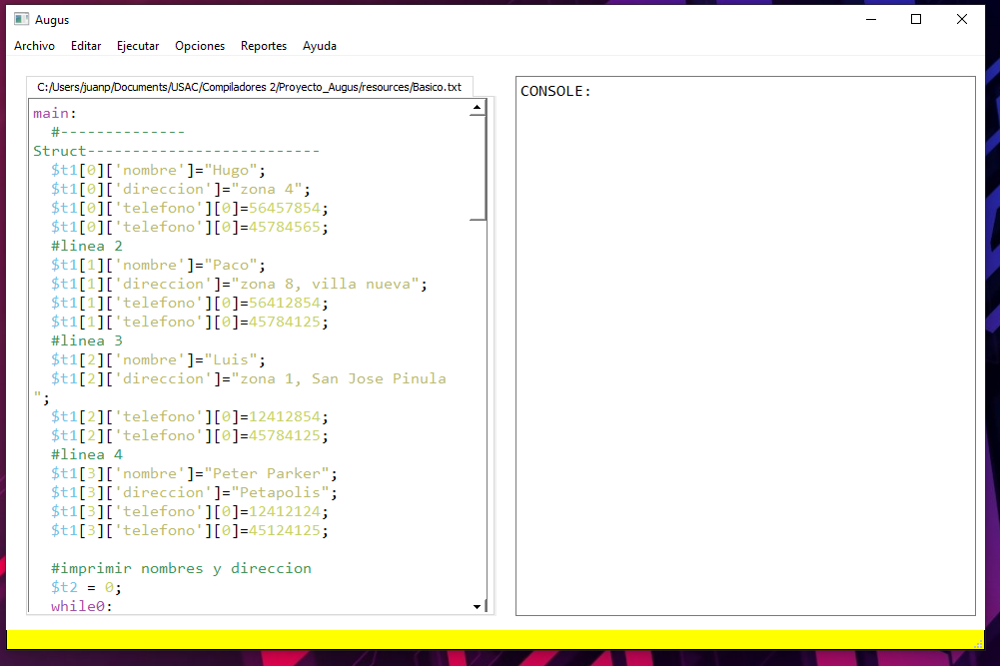 Augus
Archivo Editar Ejecutar Opciones Reportes Ayuda
C:/Users/juanp/Documents/USAC/Compiladores 2/Proyecto_Augus/resources/Basico.txt
main:
  #--------------
Struct--------------------------
  $t1[0]['nombre']="Hugo";
  $t1[0]['direccion']="zona 4";
  $t1[0]['telefono'][0]=56457854;
  $t1[0]['telefono'][0]=45784565;
  #linea 2
  $t1[1]['nombre']="Paco";
  $t1[1]['direccion']="zona 8, villa nueva";
  $t1[1]['telefono'][0]=56412854;
  $t1[1]['telefono'][0]=45784125;
  #linea 3
  $t1[2]['nombre']="Luis";
  $t1[2]['direccion']="zona 1, San Jose Pinula
";
  $t1[2]['telefono'][0]=12412854;
  $t1[2]['telefono'][0]=45784125;
  #linea 4
  $t1[3]['nombre']="Peter Parker";
  $t1[3]['direccion']="Petapolis";
  $t1[3]['telefono'][0]=12412124;
  $t1[3]['telefono'][0]=45124125;
  #imprimir nombres y direccion
  $t2 = 0;
  while0:
CONSOLE: